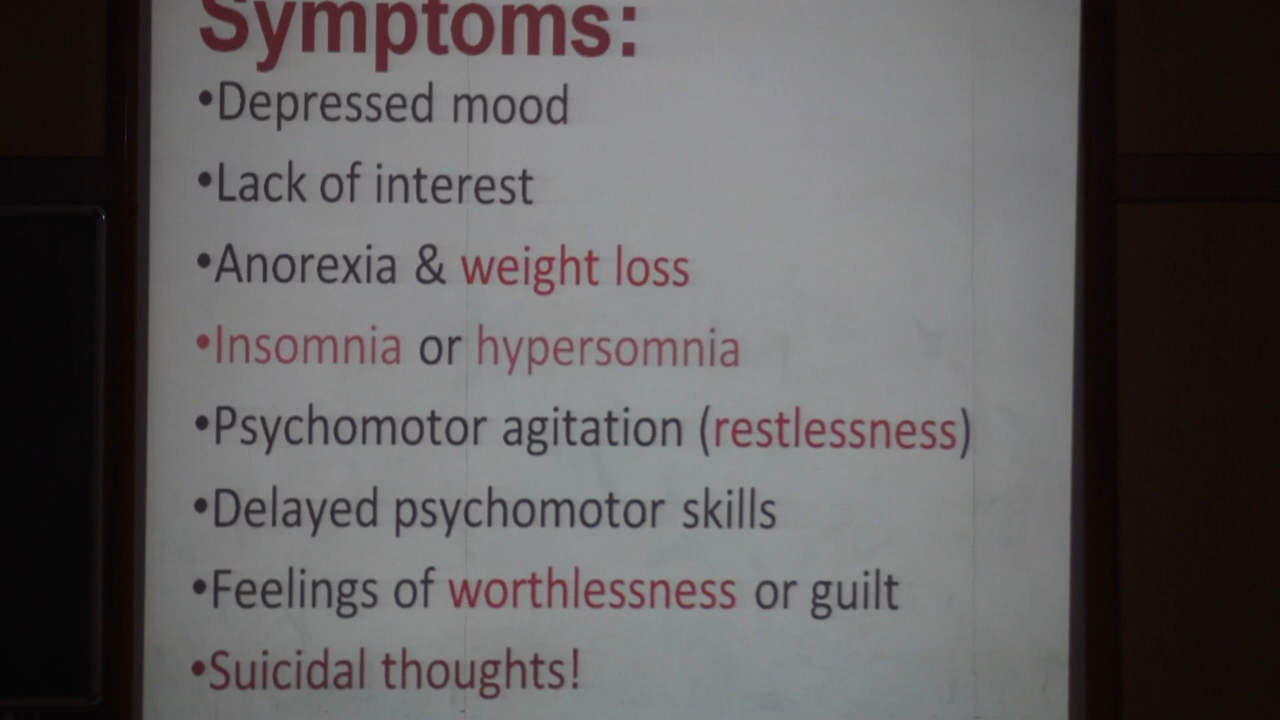 Symptoms:
•Depressed mood
•Lack of interest
•Anorexia & weight loss
•Insomnia or hypersomnia
•Psychomotor agitation (restlessness)
•Delayed psychomotor skills
•Feelings of worthlessness or guilt
•Suicidal thoughts!